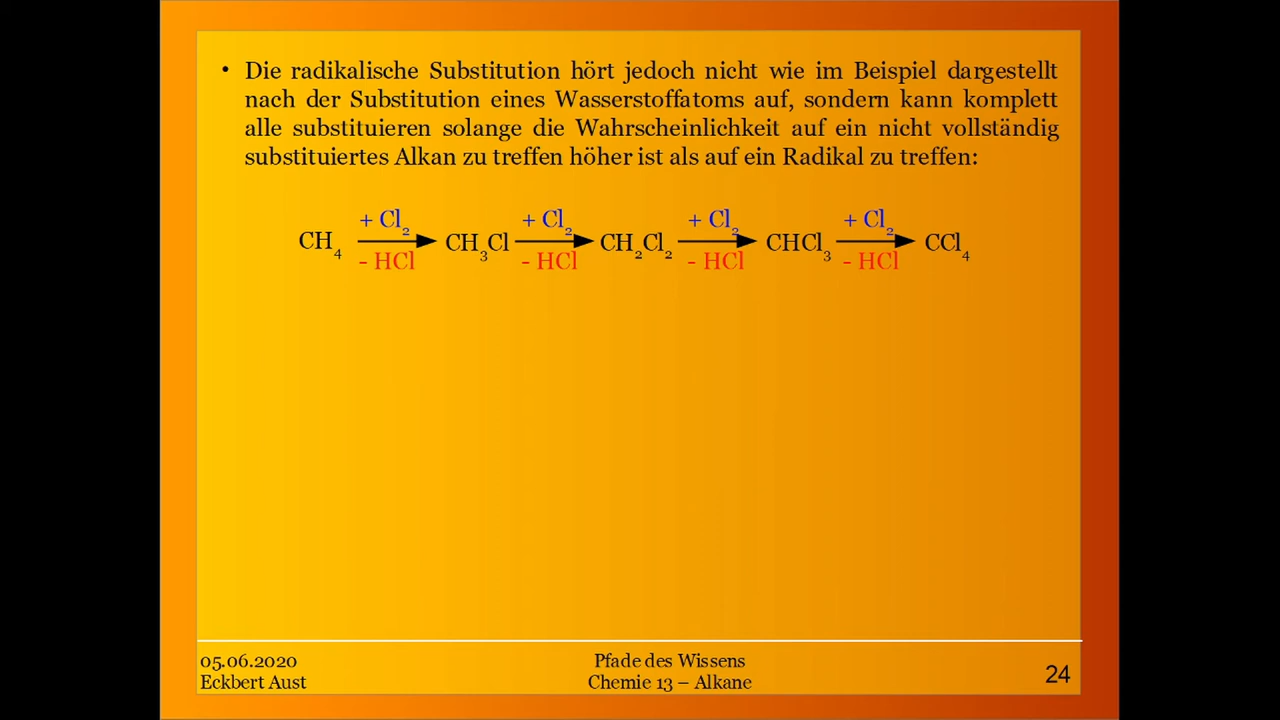 • Die radikalische Substitution hört jedoch nicht wie im Beispiel dargestellt
nach der Substitution eines Wasserstoffatoms auf, sondern kann komplett
alle substituieren solange die Wahrscheinlichkeit auf ein nicht vollständig
substituiertes Alkan zu treffen höher ist als auf ein Radikal zu treffen:
+ Cl₂ + Cl₂ + Cl₂ + Cl₂
CH₄ CH₃Cl CH₂Cl₂ CHCl₃ CCl₄
- HCl - HCl - HCl - HCl
05.06.2020 Pfade des Wissens
Eckbert Aust Chemie 13 – Alkane 24